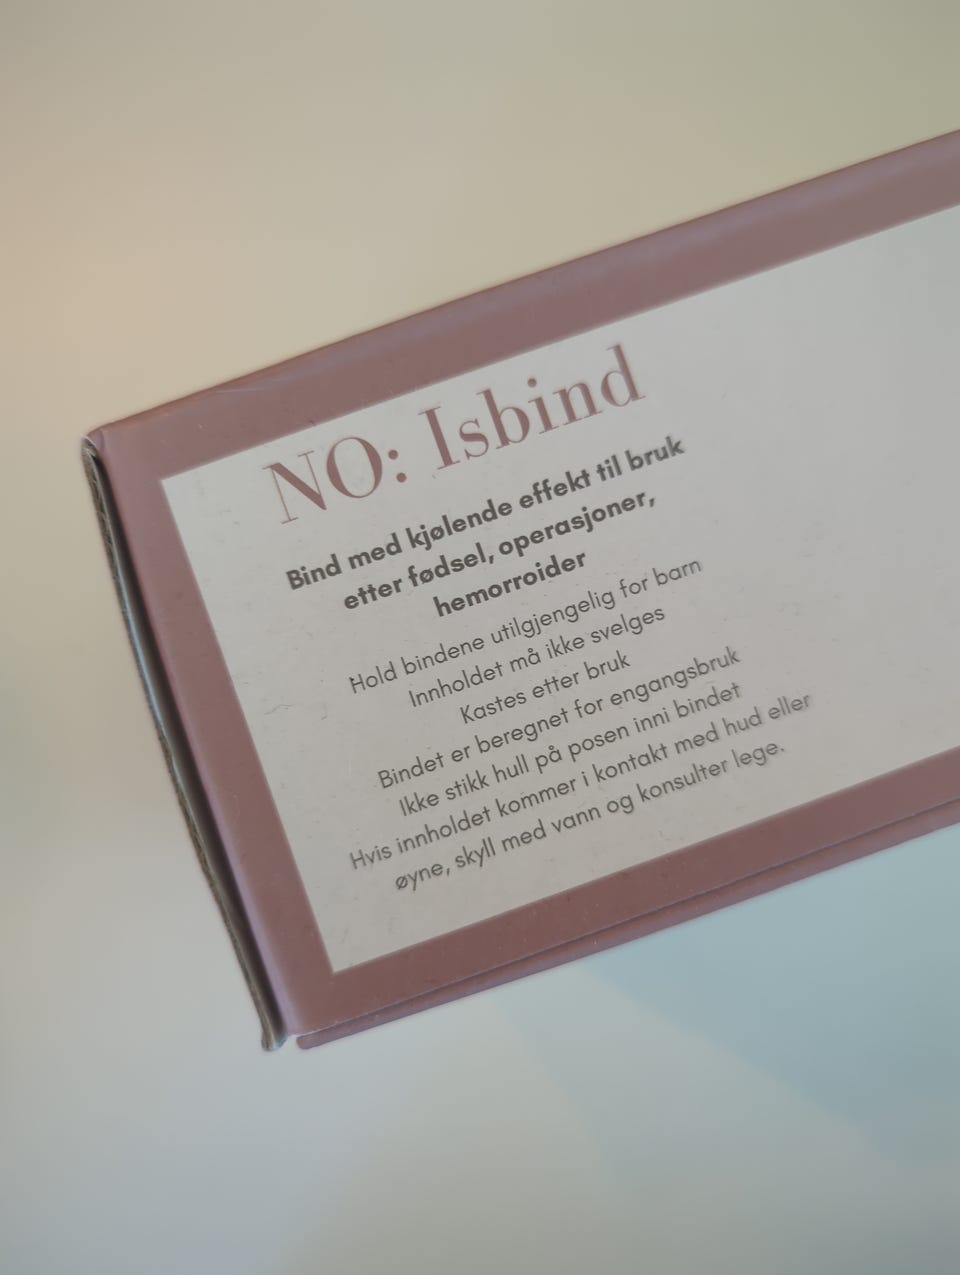 NO: Isbind
Bind med kjølende effekt til bruk
etter fødsel, operasjoner,
hemorroider
Hold bindene utilgjengelig for barn
Innholdet må ikke svelges
Kastes etter bruk
Bindet er beregnet for engangsbruk
Ikke stikk hull på posen inni bindet
Hvis innholdet kommer i kontakt med hud eller
øyne, skyll med vann og konsulter lege.